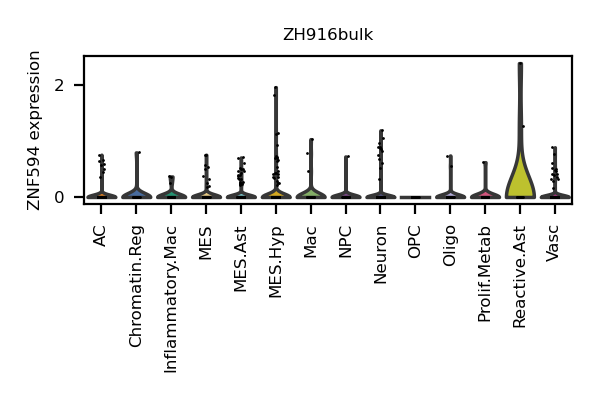 ZH916bulk
ZNF594 expression
2
0
AC
Chromatin.Reg
Inflammatory.Mac
MES
MES.Ast
MES.Hyp
Mac
NPC
Neuron
OPC
Oligo
Prolif.Metab
Reactive.Ast
Vasc